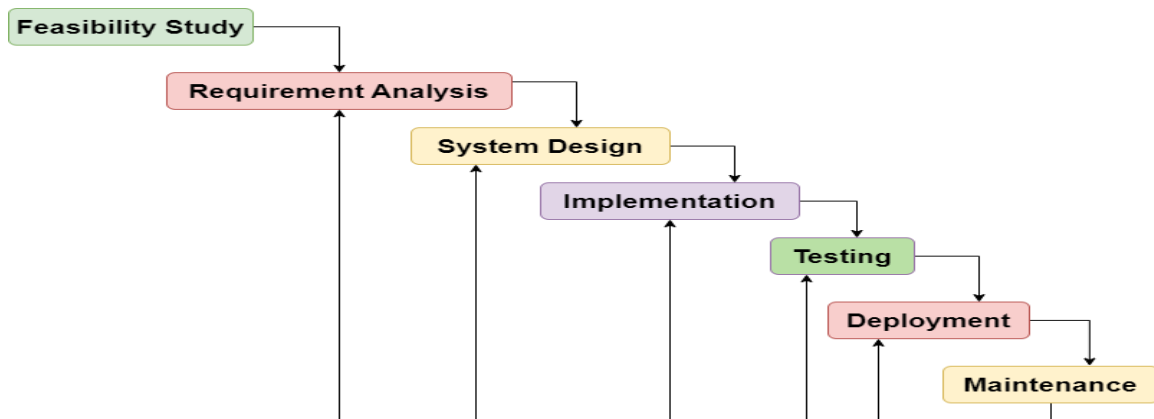 Feasibility Study
Requirement Analysis
System Design
Implementation
Testing
Deployment
Maintenance